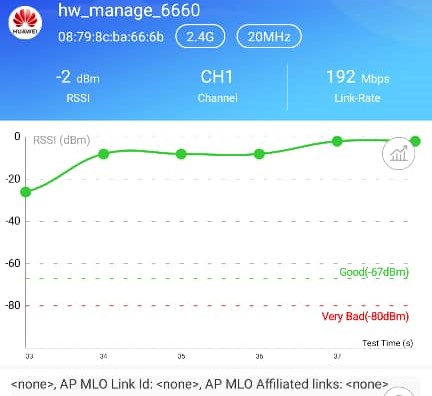 hw_manage_6660
HUAWEI
08:79:8c:ba:66:6b 2.4G 20MHz
-2 dBm CH1 192 Mbps
RSSI Channel Link-Rate
0 RSSI (dBm)
-20
-40
-60
Good(-67dBm)
-80
Very Bad(-80dBm)
Test Time (s)
33 34 35 36 37
<none>, AP MLO Link Id: <none>, AP MLO Affiliated links: <none>